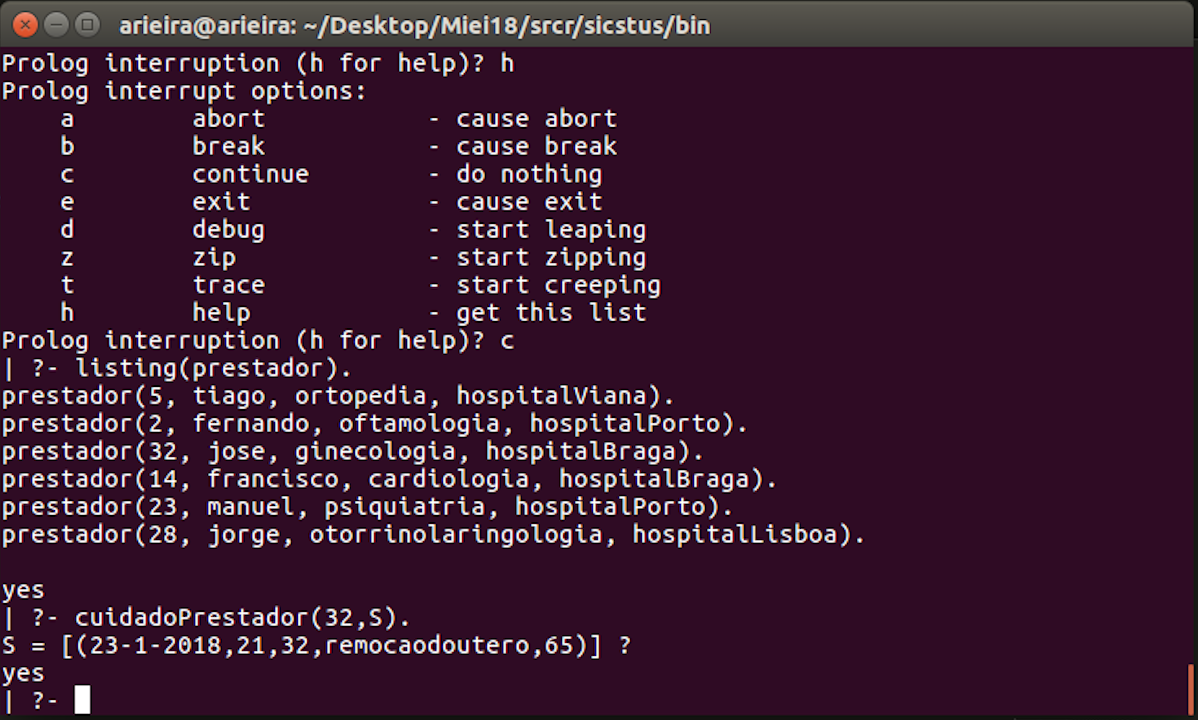 arieira@arieira: ~/Desktop/Miei18/srcr/sicstus/bin
Prolog interruption (h for help)? h
Prolog interrupt options:
    a        abort           - cause abort
    b        break           - cause break
    c        continue        - do nothing
    e        exit            - cause exit
    d        debug           - start leaping
    z        zip             - start zipping
    t        trace           - start creeping
    h        help            - get this list
Prolog interruption (h for help)? c
| ?- listing(prestador).
prestador(5, tiago, ortopedia, hospitalViana).
prestador(2, fernando, oftamologia, hospitalPorto).
prestador(32, jose, ginecologia, hospitalBraga).
prestador(14, francisco, cardiologia, hospitalBraga).
prestador(23, manuel, psiquiatria, hospitalPorto).
prestador(28, jorge, otorrinolaringologia, hospitalLisboa).

yes
| ?- cuidadoPrestador(32,S).
S = [(23-1-2018,21,32,remocaodoutero,65)] ?
yes
| ?-